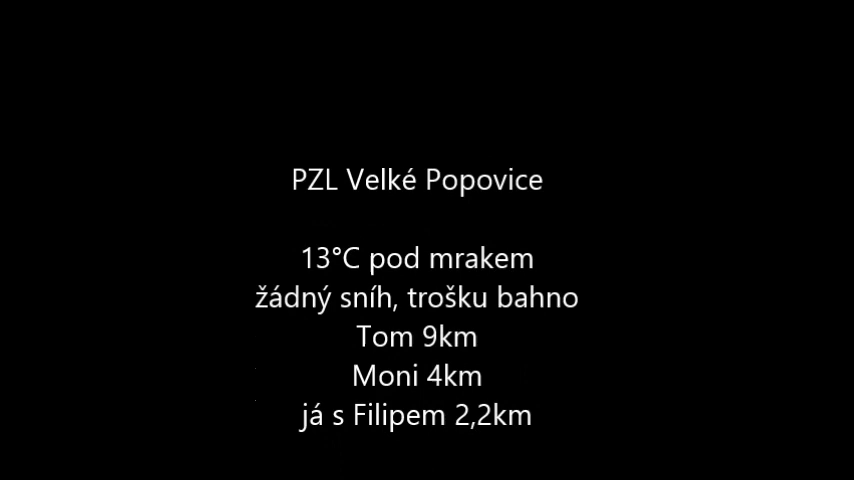 PZL Velké Popovice
13°C pod mrakem
žádný sníh, trošku bahno
Tom 9km
Moni 4km
já s Filipem 2,2km